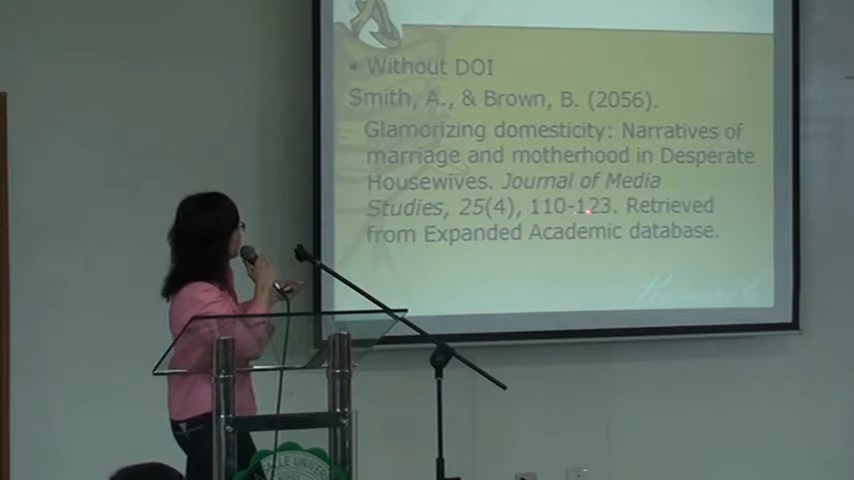 • Without DOI
Smith, A., & Brown, B. (2056).
Glamorizing domesticity: Narratives of
marriage and motherhood in Desperate
Housewives. Journal of Media
Studies, 25(4), 110-123. Retrieved
from Expanded Academic database.